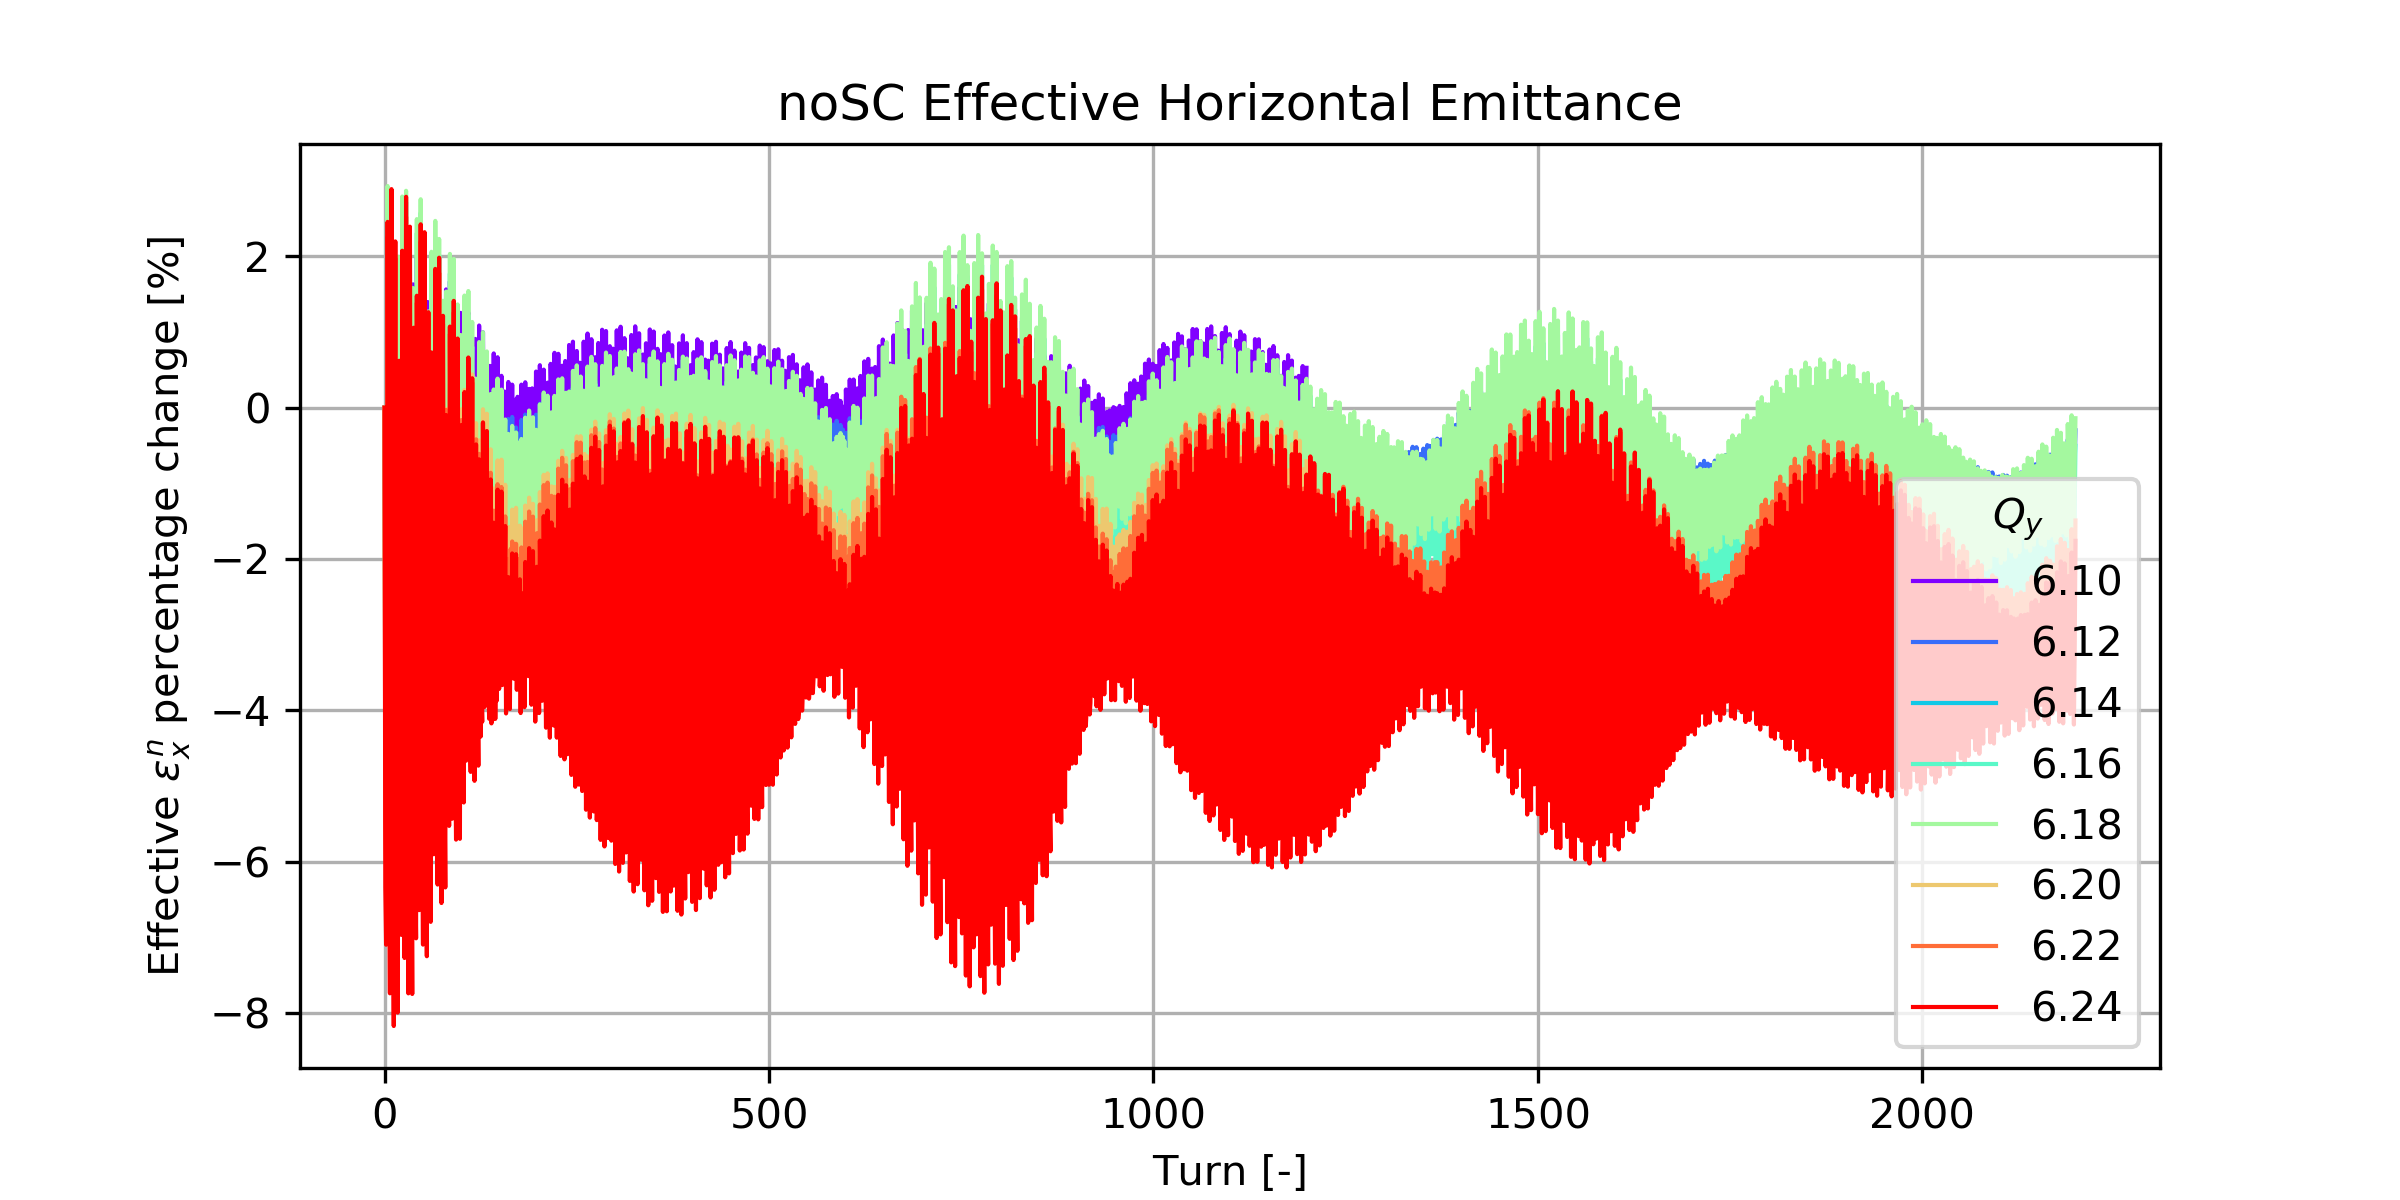 noSC Effective Horizontal Emittance
Effective εₓⁿ percentage change [%]
2
0
−2
−4
−6
−8
Q_y
6.10
6.12
6.14
6.16
6.18
6.20
6.22
6.24
0 500 1000 1500 2000
Turn [-]